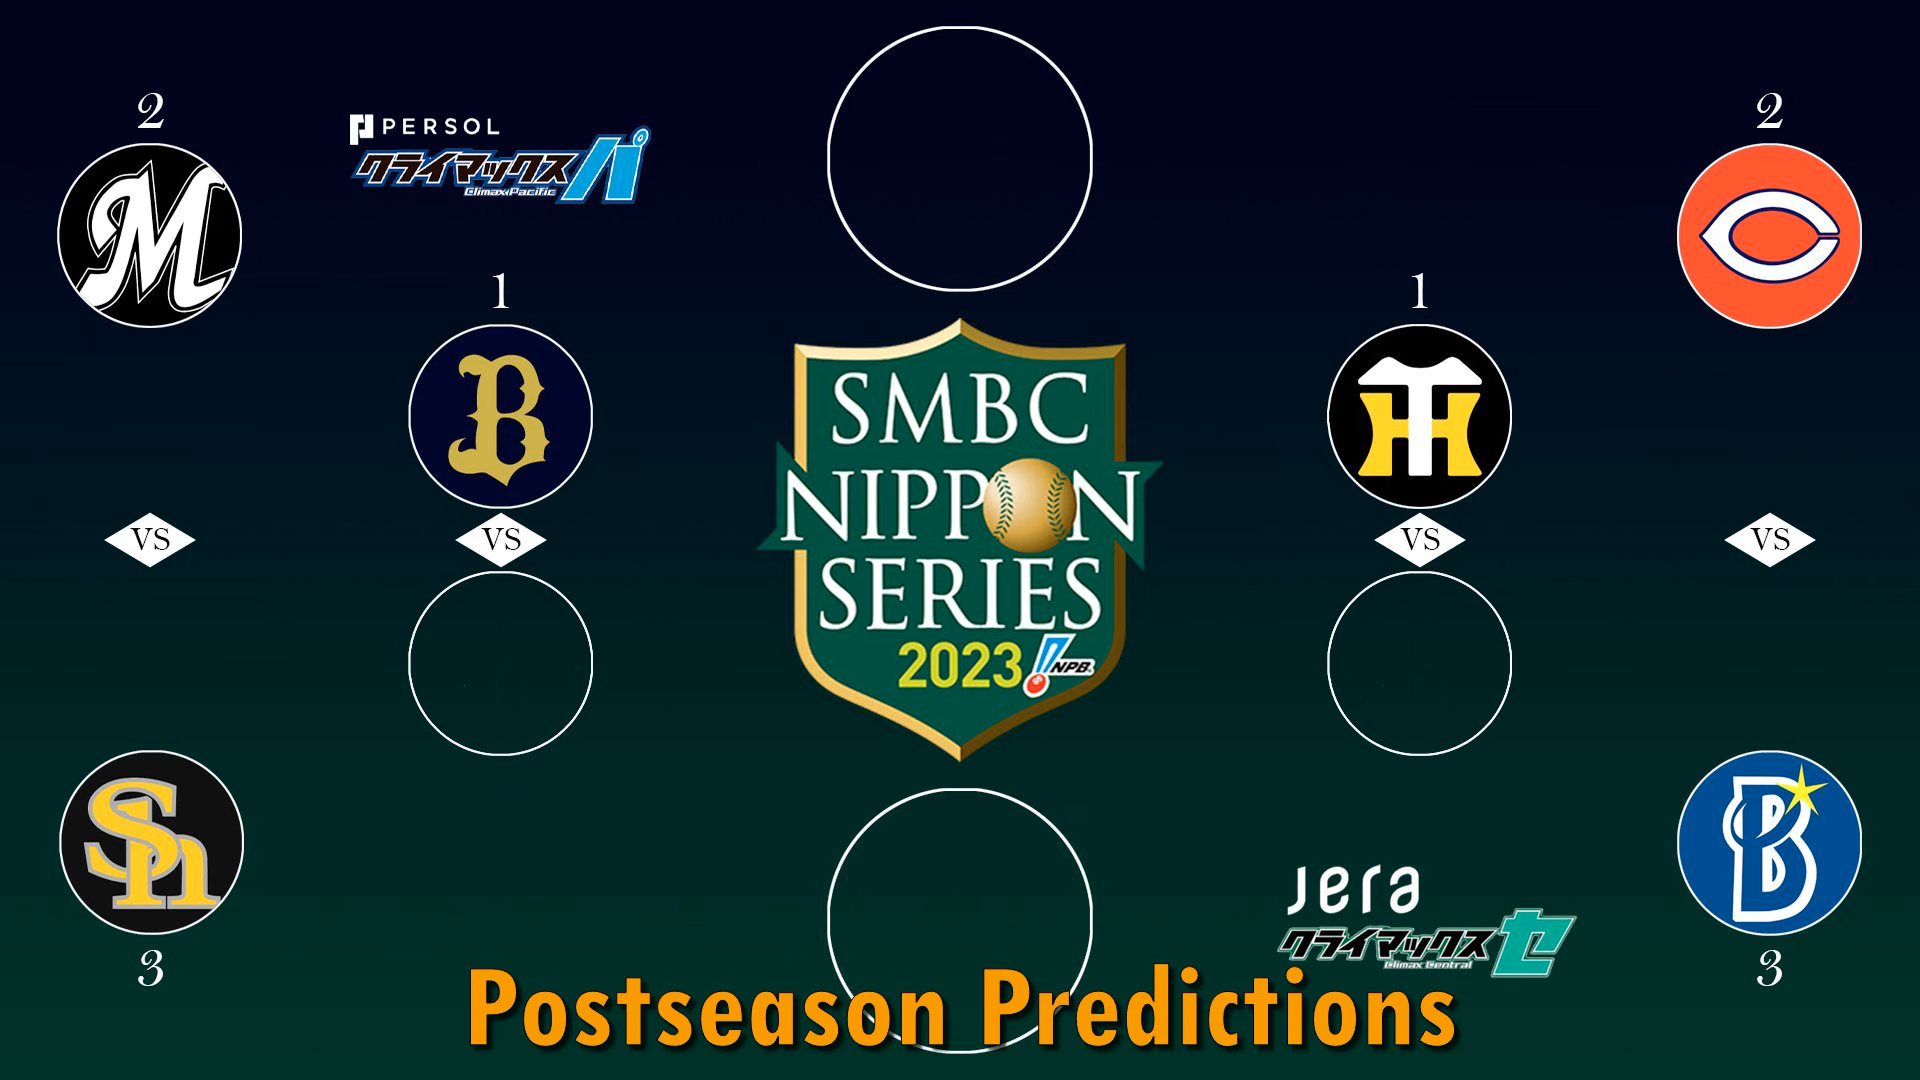 2
PERSOL
クライマックス パ
Climax Pacific
M
1
B
VS
VS
Sh
3
SMBC
NIPPON
SERIES
2023
NPB
2
C
1
TH
VS
VS
B
3
jera
クライマックス セ
Climax Central
Postseason Predictions